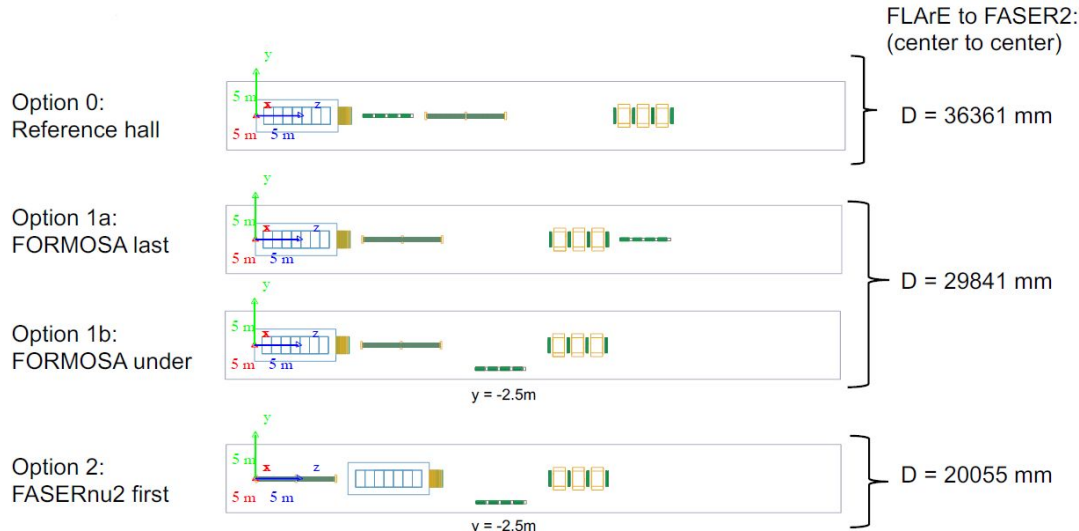 FLArE to FASER2:
(center to center)
Option 0:
Reference hall
y
5 m
x
z
5 m
5 m
D = 36361 mm
Option 1a:
FORMOSA last
y
5 m
x
z
5 m
5 m
D = 29841 mm
Option 1b:
FORMOSA under
y
5 m
x
z
5 m
5 m
y = -2.5m
Option 2:
FASERnu2 first
y
5 m
x
z
5 m
5 m
D = 20055 mm
y = -2.5m